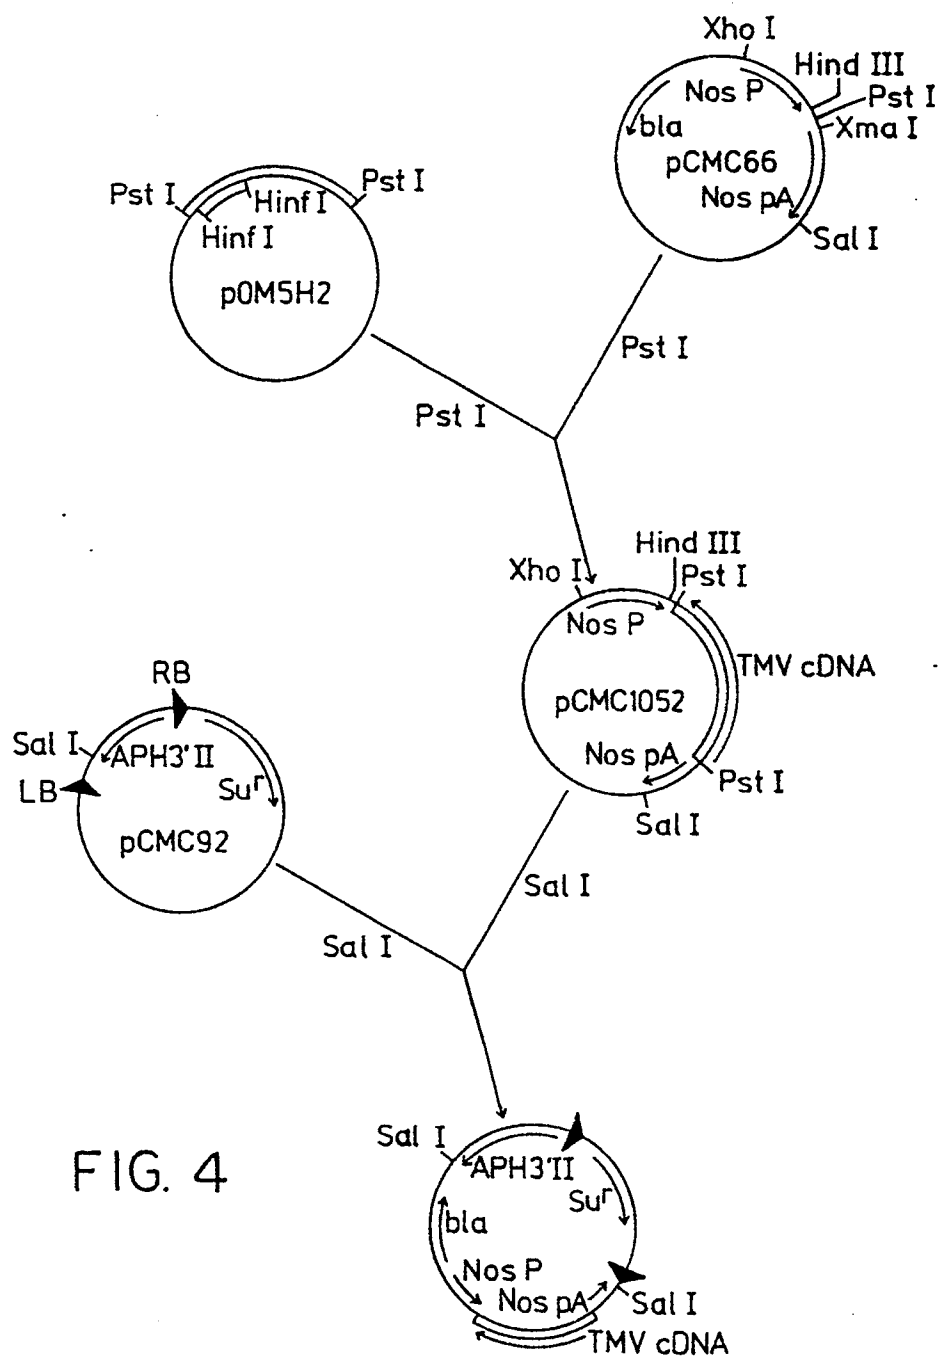 Xho I
Hind III
Nos P
Pst I
bla
Xma I
pCMC66
Nos pA
Sal I
Pst I
Pst I
Hinf I
Hinf I
pOM5H2
Pst I
Pst I
Hind III
Xho I
Pst I
Nos P
TMV cDNA
pCMC1052
Nos pA
Pst I
Sal I
RB
Sal I
APH3'II
LB
Suʳ
pCMC92
Sal I
Sal I
Sal I
APH3'II
Suʳ
bla
Nos P
Nos pA
Sal I
TMV cDNA
FIG. 4